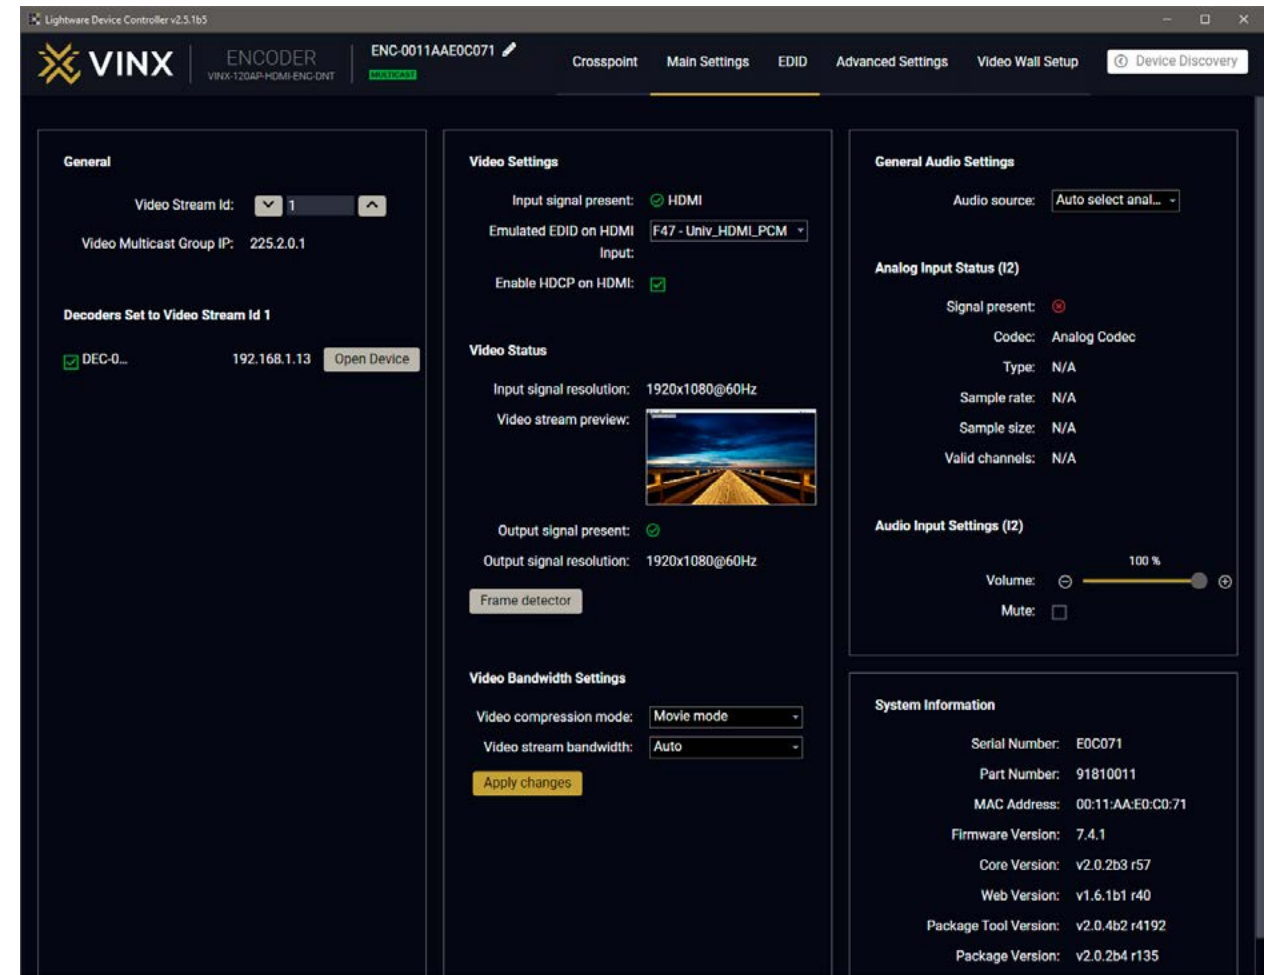 Lightware Device Controller v2.5.1b5
VINX
ENCODER
VINX-120AP-HDMI-ENC-DNT
ENC-0011AAE0C071
MULTICAST
Crosspoint
Main Settings
EDID
Advanced Settings
Video Wall Setup
Device Discovery
General
Video Stream Id: 1
Video Multicast Group IP: 225.2.0.1
Decoders Set to Video Stream Id 1
DEC-0... 192.168.1.13 Open Device
Video Settings
Input signal present: HDMI
Emulated EDID on HDMI F47 - Univ_HDMI_PCM
Input:
Enable HDCP on HDMI:
Video Status
Input signal resolution: 1920x1080@60Hz
Video stream preview:
Output signal present:
Output signal resolution: 1920x1080@60Hz
Frame detector
Video Bandwidth Settings
Video compression mode: Movie mode
Video stream bandwidth: Auto
Apply changes
General Audio Settings
Audio source: Auto select anal...
Analog Input Status (I2)
Signal present:
Codec: Analog Codec
Type: N/A
Sample rate: N/A
Sample size: N/A
Valid channels: N/A
Audio Input Settings (I2)
100 %
Volume:
Mute:
System Information
Serial Number: E0C071
Part Number: 91810011
MAC Address: 00:11:AA:E0:C0:71
Firmware Version: 7.4.1
Core Version: v2.0.2b3 r57
Web Version: v1.6.1b1 r40
Package Tool Version: v2.0.4b2 r4192
Package Version: v2.0.2b4 r135